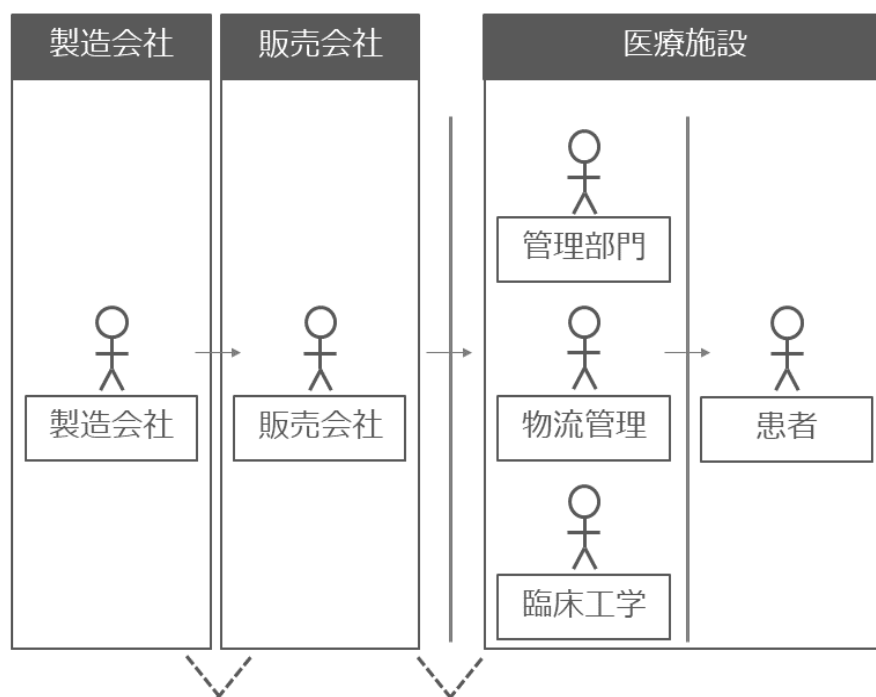 製造会社
販売会社
医療施設
管理部門
製造会社
販売会社
物流管理
患者
臨床工学